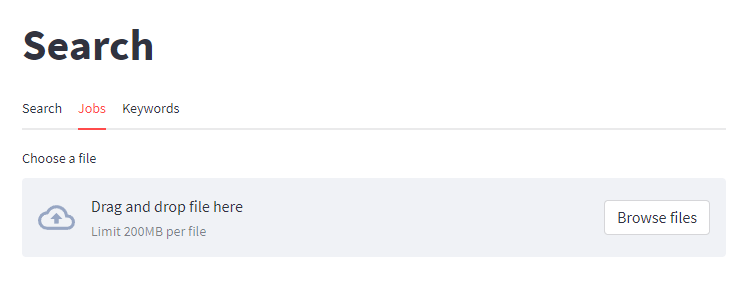 Search
Search Jobs Keywords
Choose a file
Drag and drop file here
Limit 200MB per file
Browse files